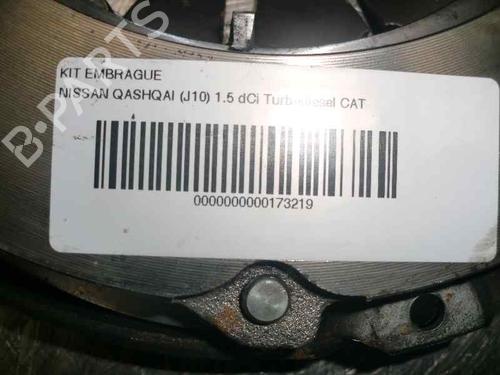 B-PARTS
KIT EMBRAGUE
NISSAN QASHQAI (J10) 1.5 dCi Turbodiesel CAT
0000000000173219